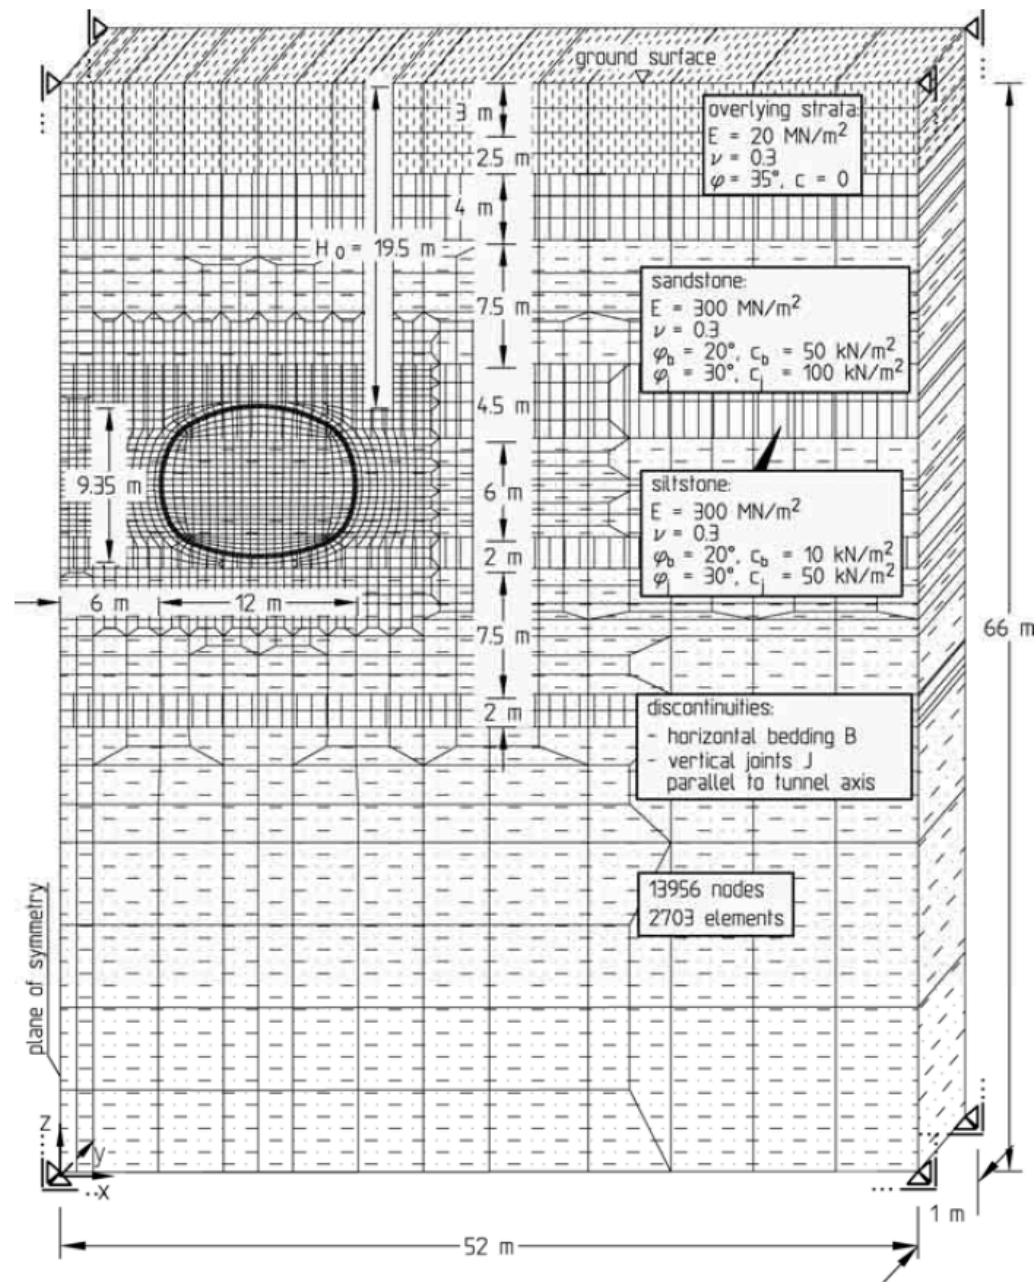 ground surface
3 m
2.5 m
4 m
H₀ = 19.5 m
7.5 m
4.5 m
9.35 m
6 m
2 m
6 m
12 m
7.5 m
2 m
overlying strata:
E = 20 MN/m²
ν = 0.3
φ = 35°, c = 0
sandstone:
E = 300 MN/m²
ν = 0.3
φb = 20°, cb = 50 kN/m²
φj = 30°, cj = 100 kN/m²
siltstone:
E = 300 MN/m²
ν = 0.3
φb = 20°, cb = 10 kN/m²
φj = 30°, cj = 50 kN/m²
66 m
discontinuities:
- horizontal bedding B
- vertical joints J
parallel to tunnel axis
13956 nodes
2703 elements
plane of symmetry
z
y
x
1 m
52 m